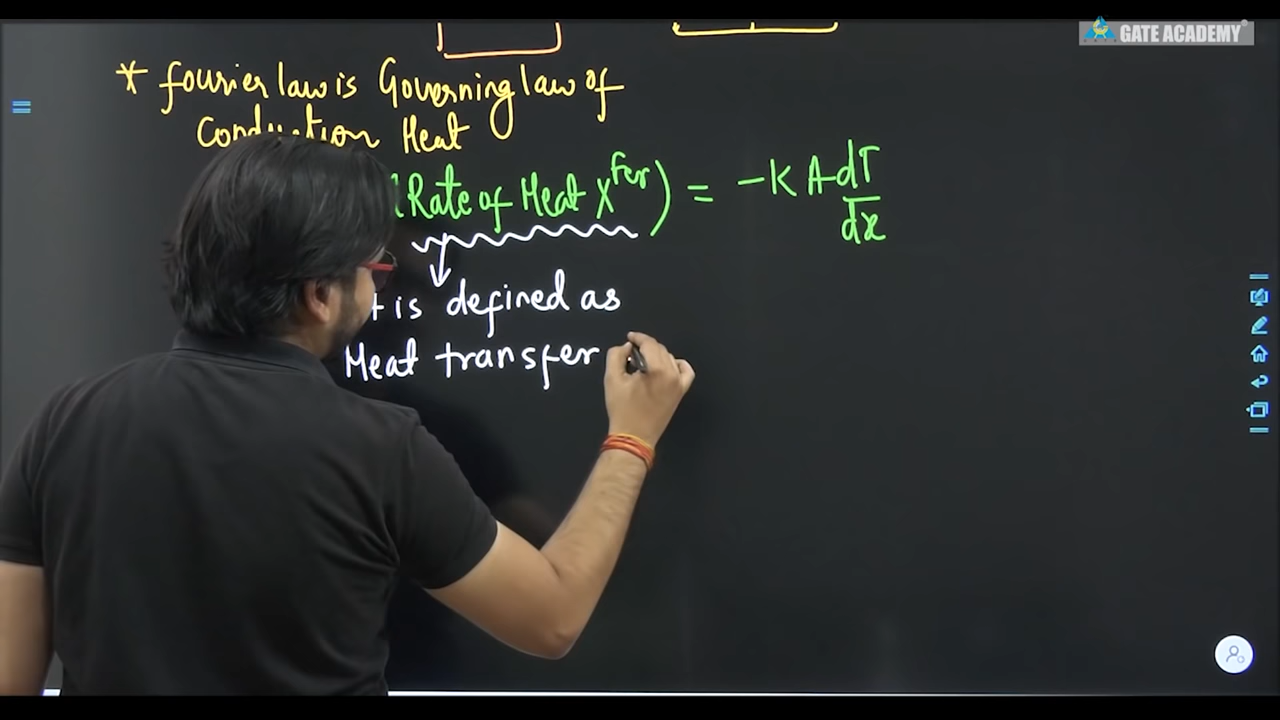 GATE ACADEMY
* fourier law is Governing law of
Conduction Heat
Rate of Heat Xfer) = -K A dT/dx
is defined as
Heat transfer